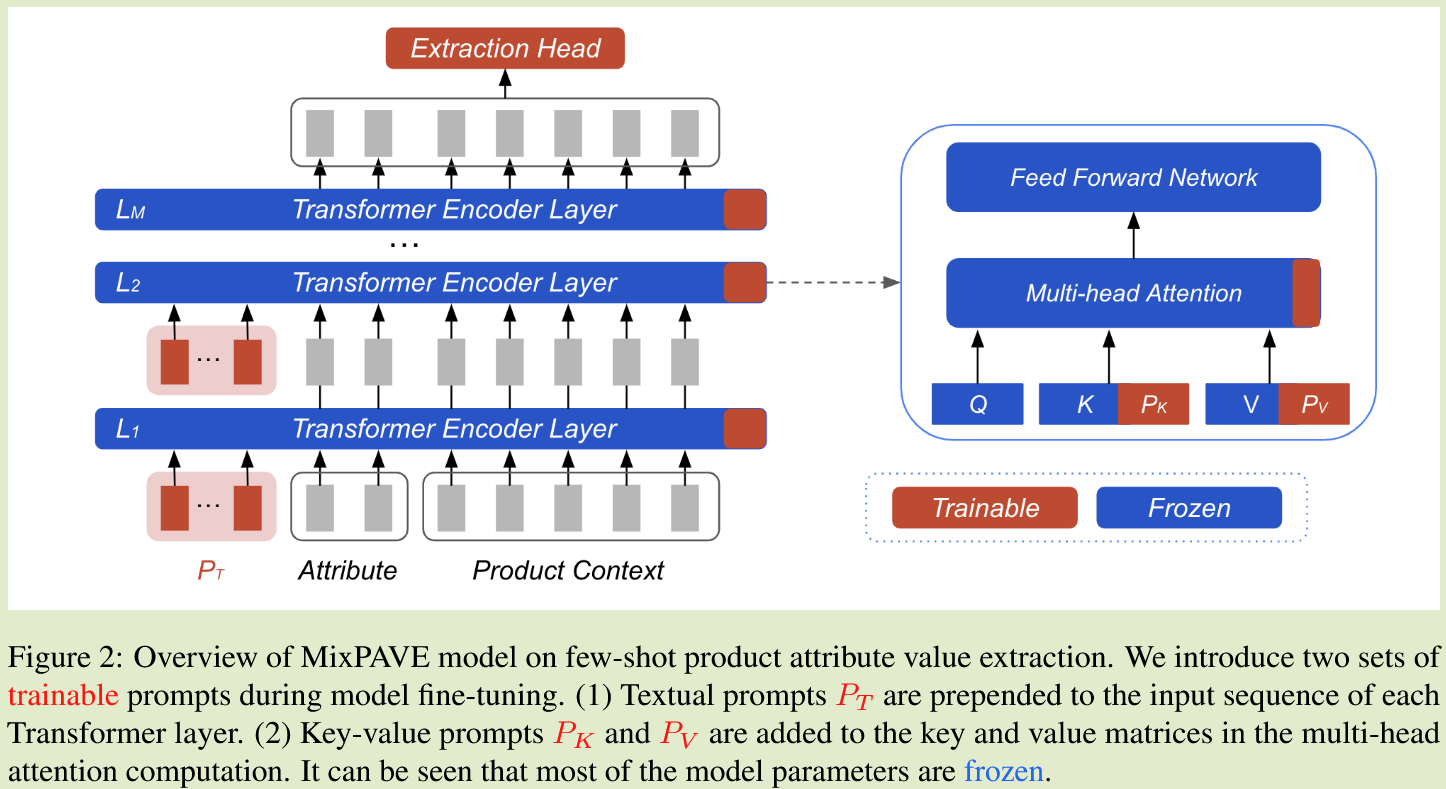 Extraction Head
L_M Transformer Encoder Layer
...
L_2 Transformer Encoder Layer
...
L_1 Transformer Encoder Layer
...
P_T Attribute Product Context
Feed Forward Network
Multi-head Attention
Q K P_K V P_V
Trainable Frozen
Figure 2: Overview of MixPAVE model on few-shot product attribute value extraction. We introduce two sets of
trainable prompts during model fine-tuning. (1) Textual prompts P_T are prepended to the input sequence of each
Transformer layer. (2) Key-value prompts P_K and P_V are added to the key and value matrices in the multi-head
attention computation. It can be seen that most of the model parameters are frozen.